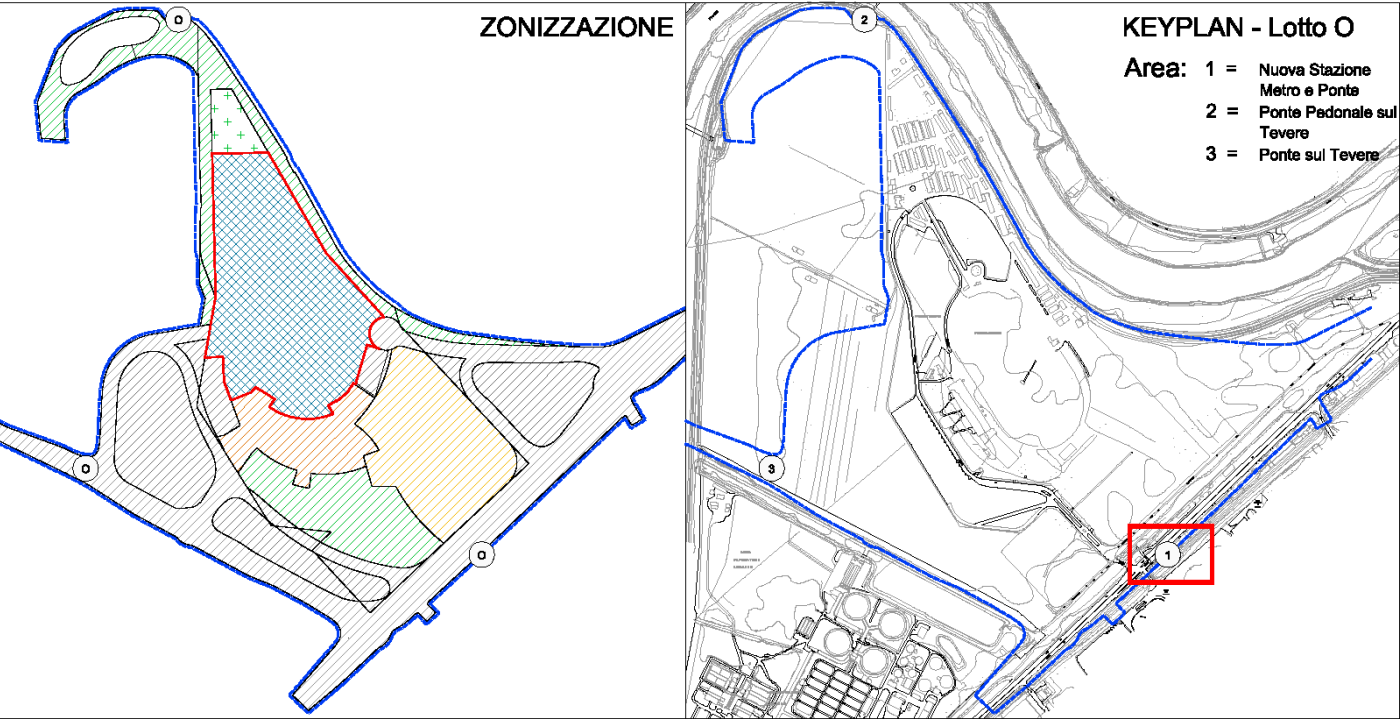 ZONIZZAZIONE
O
O
O
KEYPLAN - Lotto O
Area: 1 = Nuova Stazione
Metro e Ponte
2 = Ponte Pedonale sul
Tevere
3 = Ponte sul Tevere
2
3
1